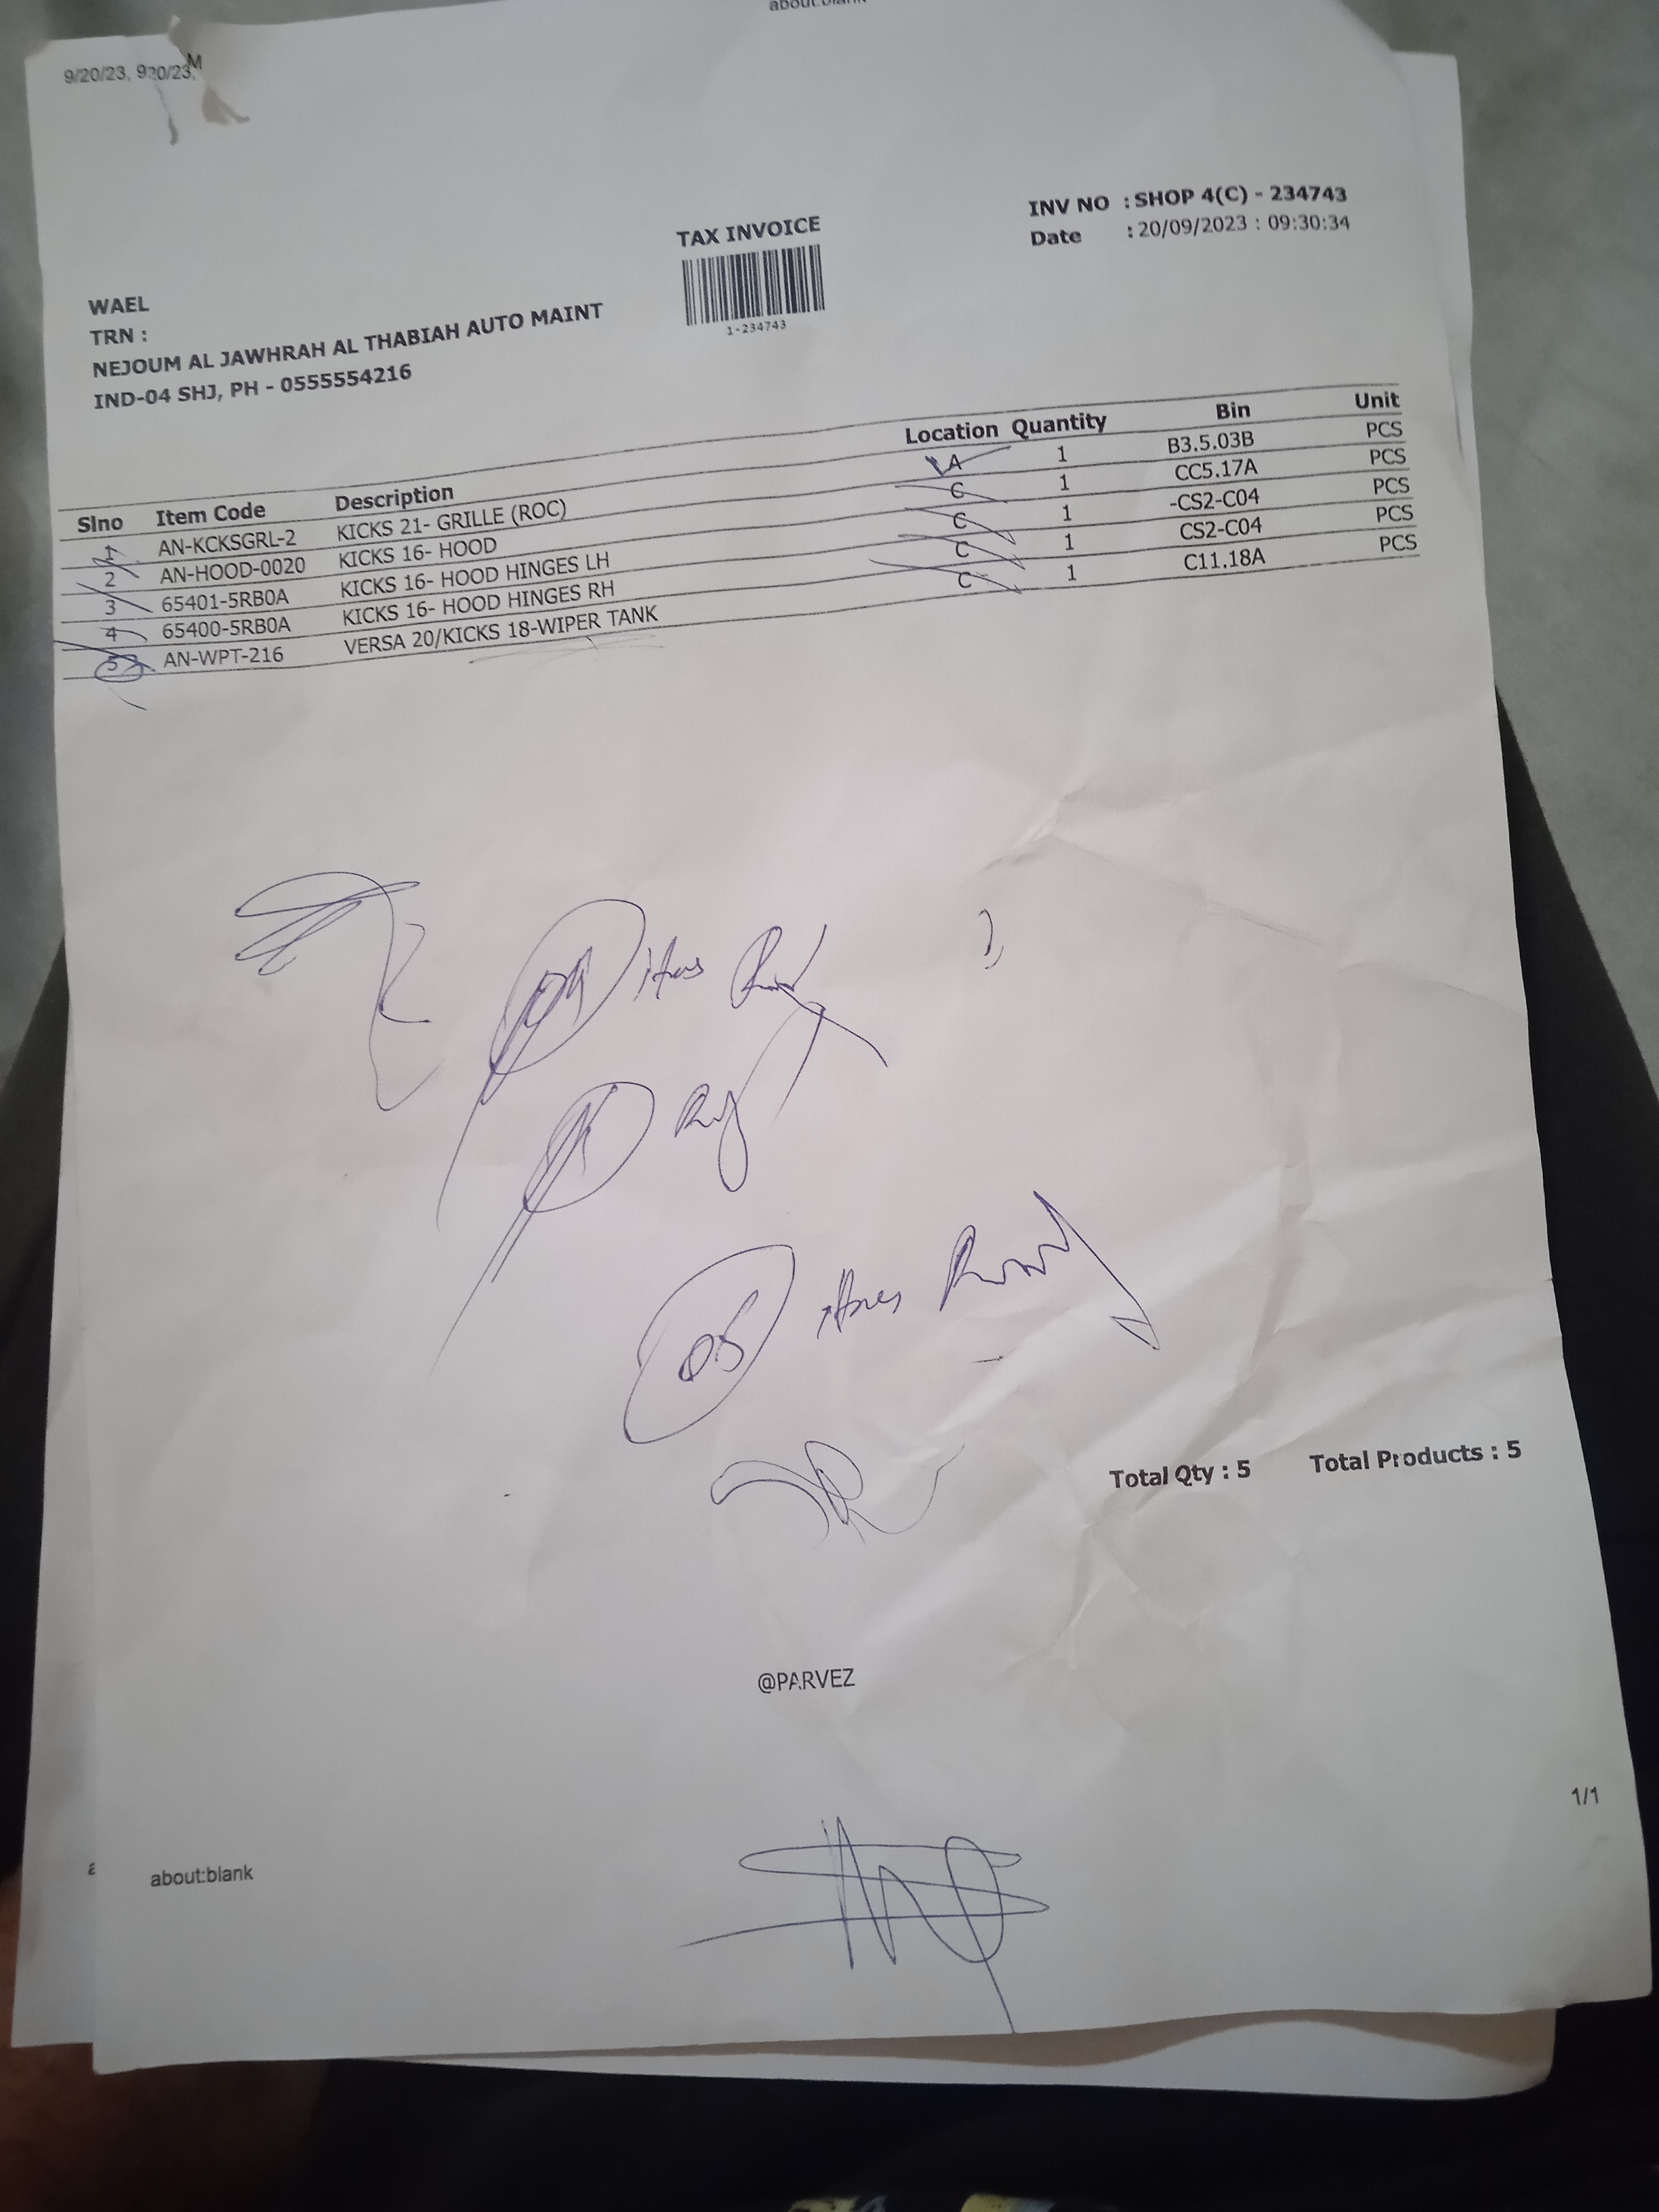 about:blank
9/20/23, 9
20/23,
M
INV NO : SHOP 4(C) - 234743
Date : 20/09/2023 : 09:30:34
TAX INVOICE
1-234743
WAEL
TRN :
NEJOUM AL JAWHRAH AL THABIAH AUTO MAINT
IND-04 SHJ, PH - 0555554216
Slno Item Code Description Location Quantity Bin Unit
1 AN-KCKSGRL-2 KICKS 21- GRILLE (ROC) A 1 B3.5.03B PCS
2 AN-HOOD-0020 KICKS 16- HOOD C 1 CC5.17A PCS
3 65401-5RB0A KICKS 16- HOOD HINGES LH C 1 -CS2-C04 PCS
4 65400-5RB0A KICKS 16- HOOD HINGES RH C 1 CS2-C04 PCS
5 AN-WPT-216 VERSA 20/KICKS 18-WIPER TANK C 1 C11.18A PCS
04
05
Total Qty : 5 Total Products : 5
@PARVEZ
1/1
about:blank